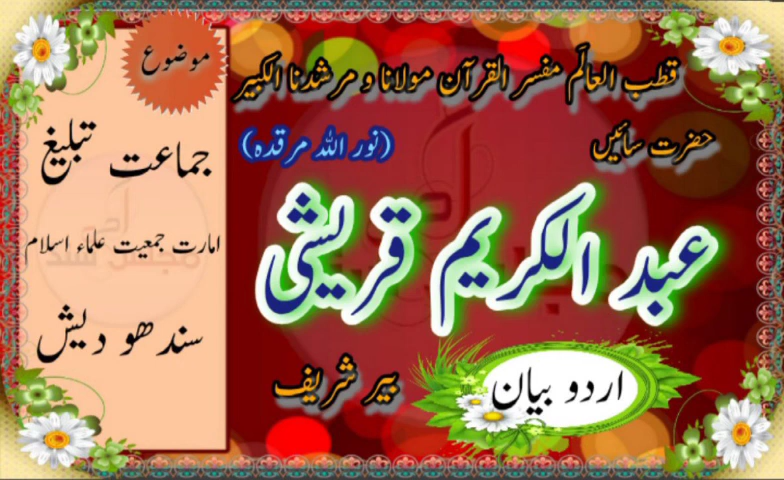 قطب العالَم مفسر القرآن مولانا و مرشدنا الکبیر
حضرت سائیں
(نور اللہ مرقدہ)
عبد الکریم قریشی
بیر شریف
اردو بیان
موضوع
جماعت تبلیغ
امارت جمعیت علماء اسلام
سندھو دیش